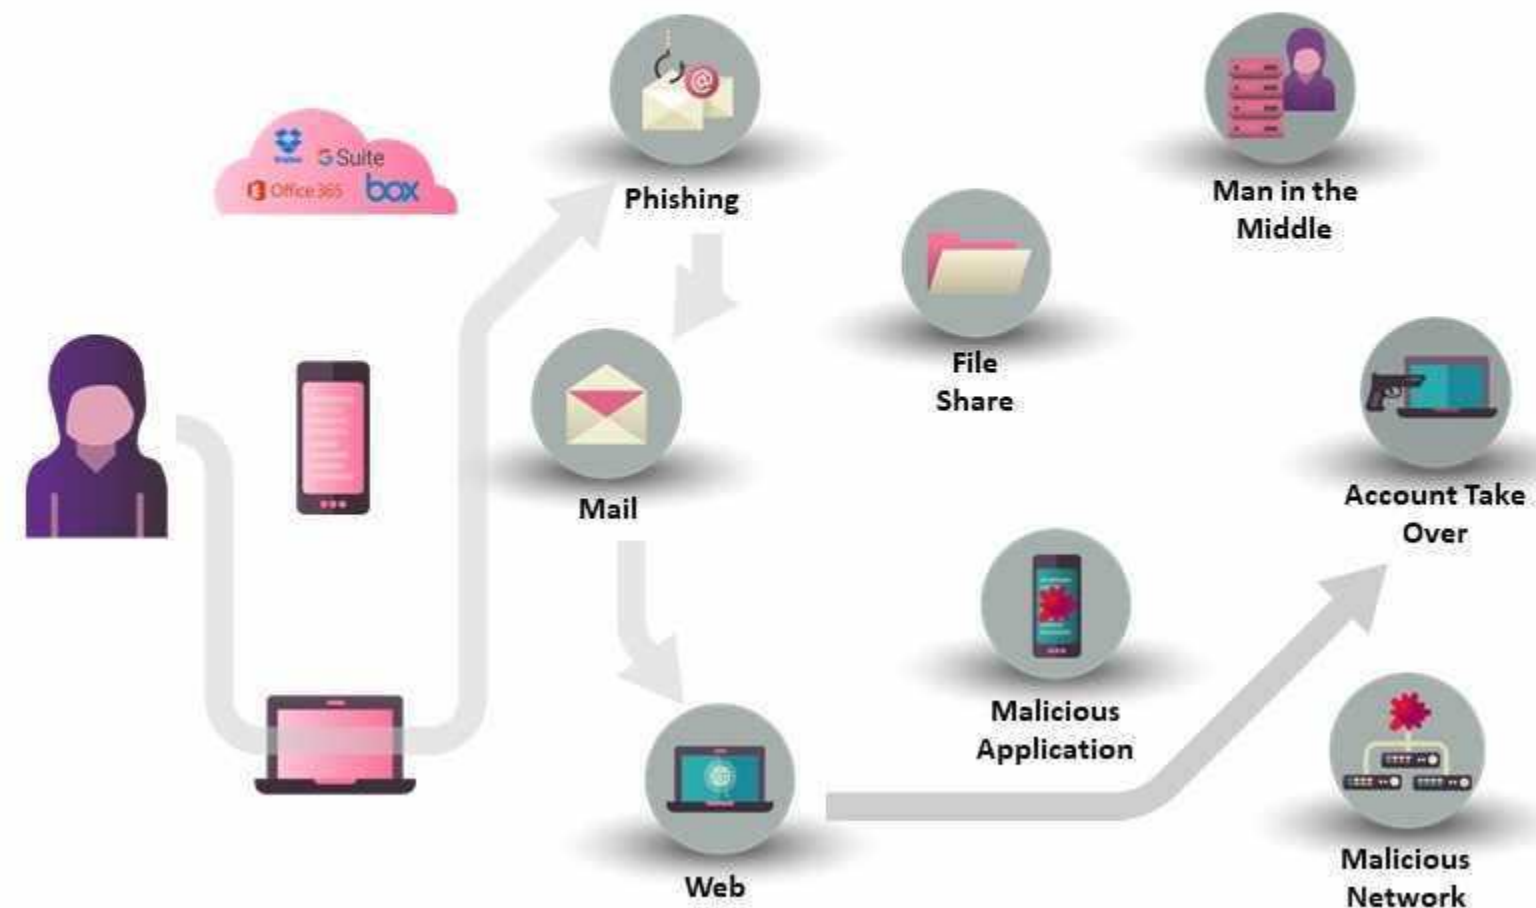 G Suite
Office 365
box
@
Phishing
Man in the
Middle
File
Share
Mail
Account Take
Over
Malicious
Application
Web
Malicious
Network